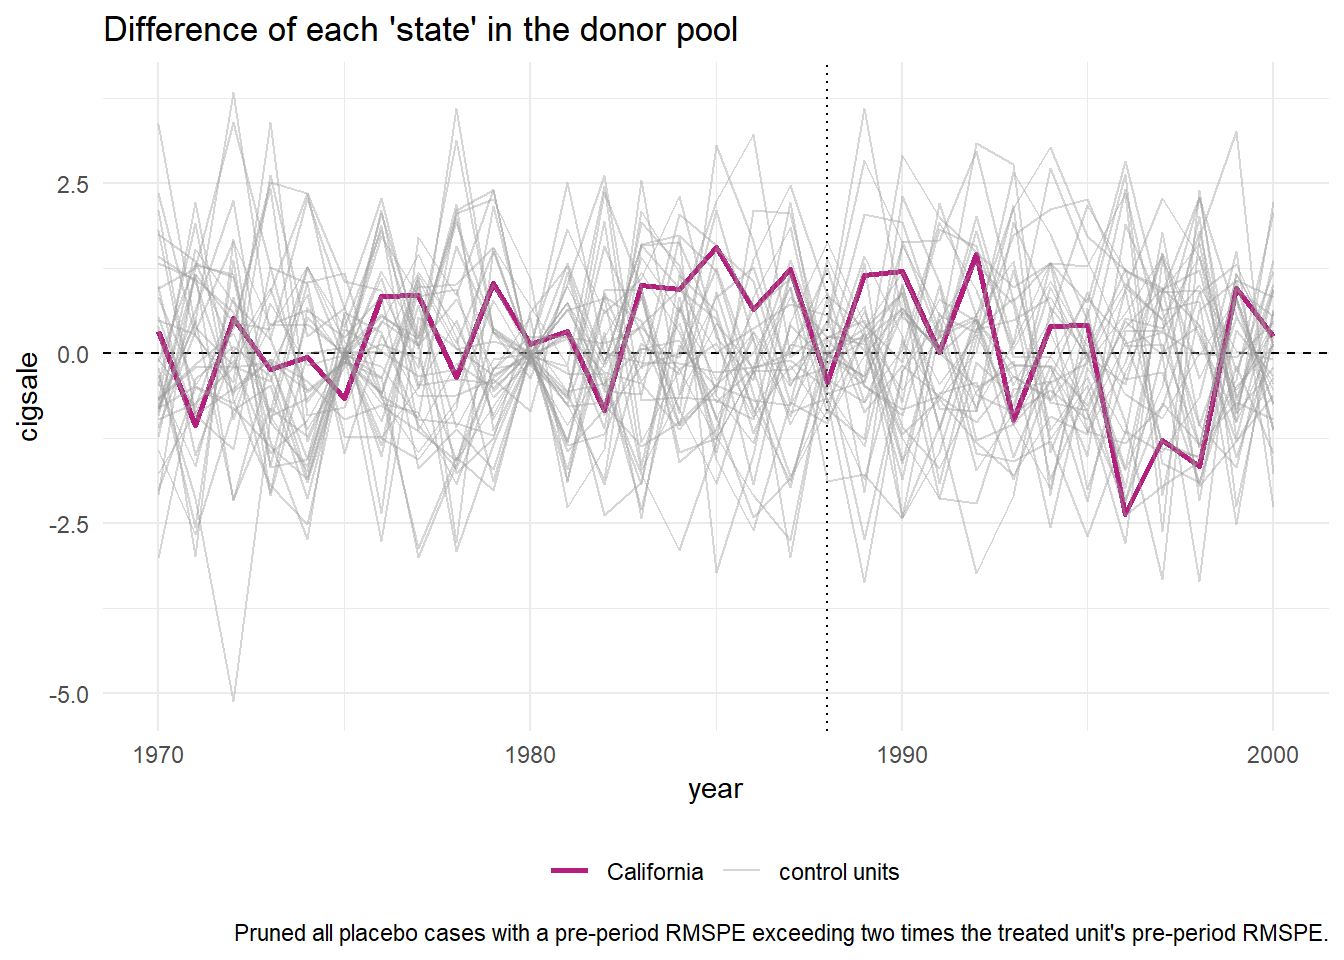 Difference of each 'state' in the donor pool
cigsale
2.5
0.0
-2.5
-5.0
1970
1980
1990
2000
year
California
control units
Pruned all placebo cases with a pre-period RMSPE exceeding two times the treated unit's pre-period RMSPE.